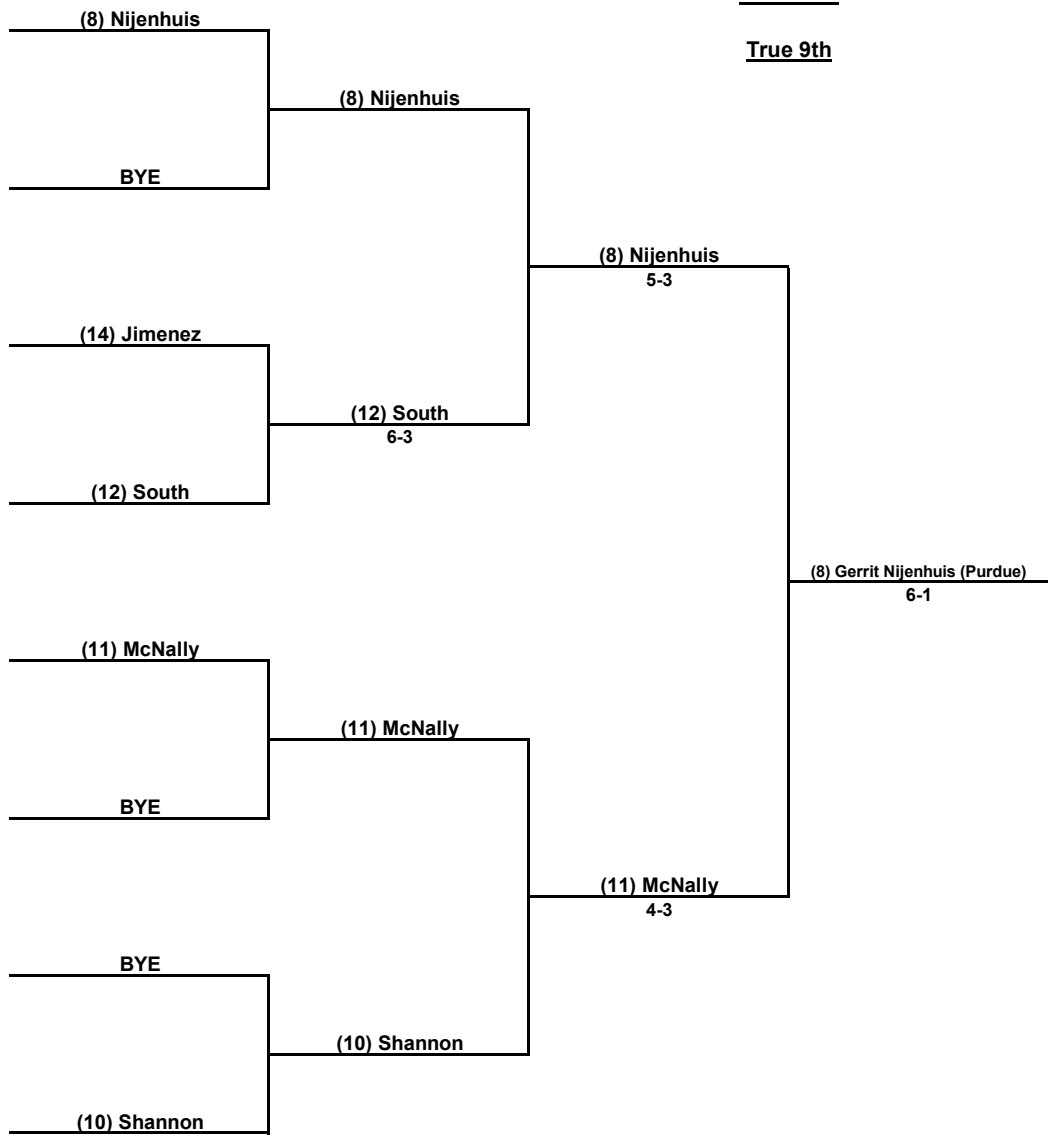 (8) Nijenhuis
True 9th
(8) Nijenhuis
BYE
(8) Nijenhuis
5-3
(14) Jimenez
(12) South
6-3
(12) South
(8) Gerrit Nijenhuis (Purdue)
6-1
(11) McNally
(11) McNally
BYE
(11) McNally
4-3
BYE
(10) Shannon
(10) Shannon